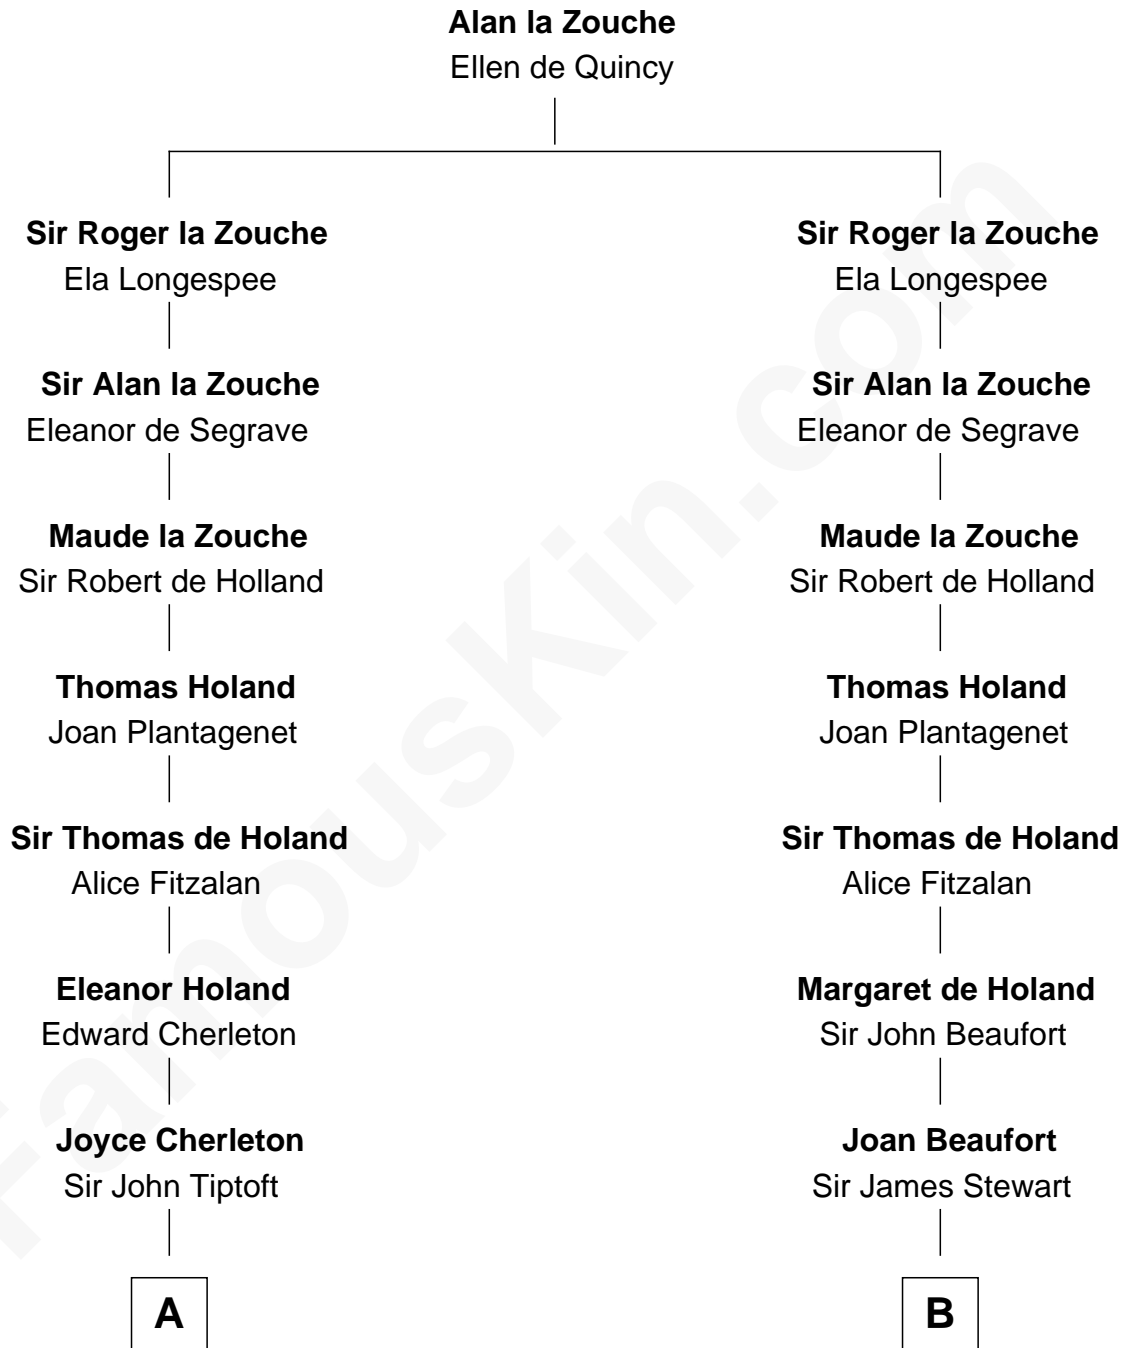 Alan la Zouche
Ellen de Quincy
Sir Roger la Zouche
Ela Longespee
Sir Alan la Zouche
Eleanor de Segrave
Maude la Zouche
Sir Robert de Holland
Thomas Holand
Joan Plantagenet
Sir Thomas de Holand
Alice Fitzalan
Eleanor Holand
Edward Cherleton
Joyce Cherleton
Sir John Tiptoft
A
Sir Roger la Zouche
Ela Longespee
Sir Alan la Zouche
Eleanor de Segrave
Maude la Zouche
Sir Robert de Holland
Thomas Holand
Joan Plantagenet
Sir Thomas de Holand
Alice Fitzalan
Margaret de Holand
Sir John Beaufort
Joan Beaufort
Sir James Stewart
B
FamousKin.com